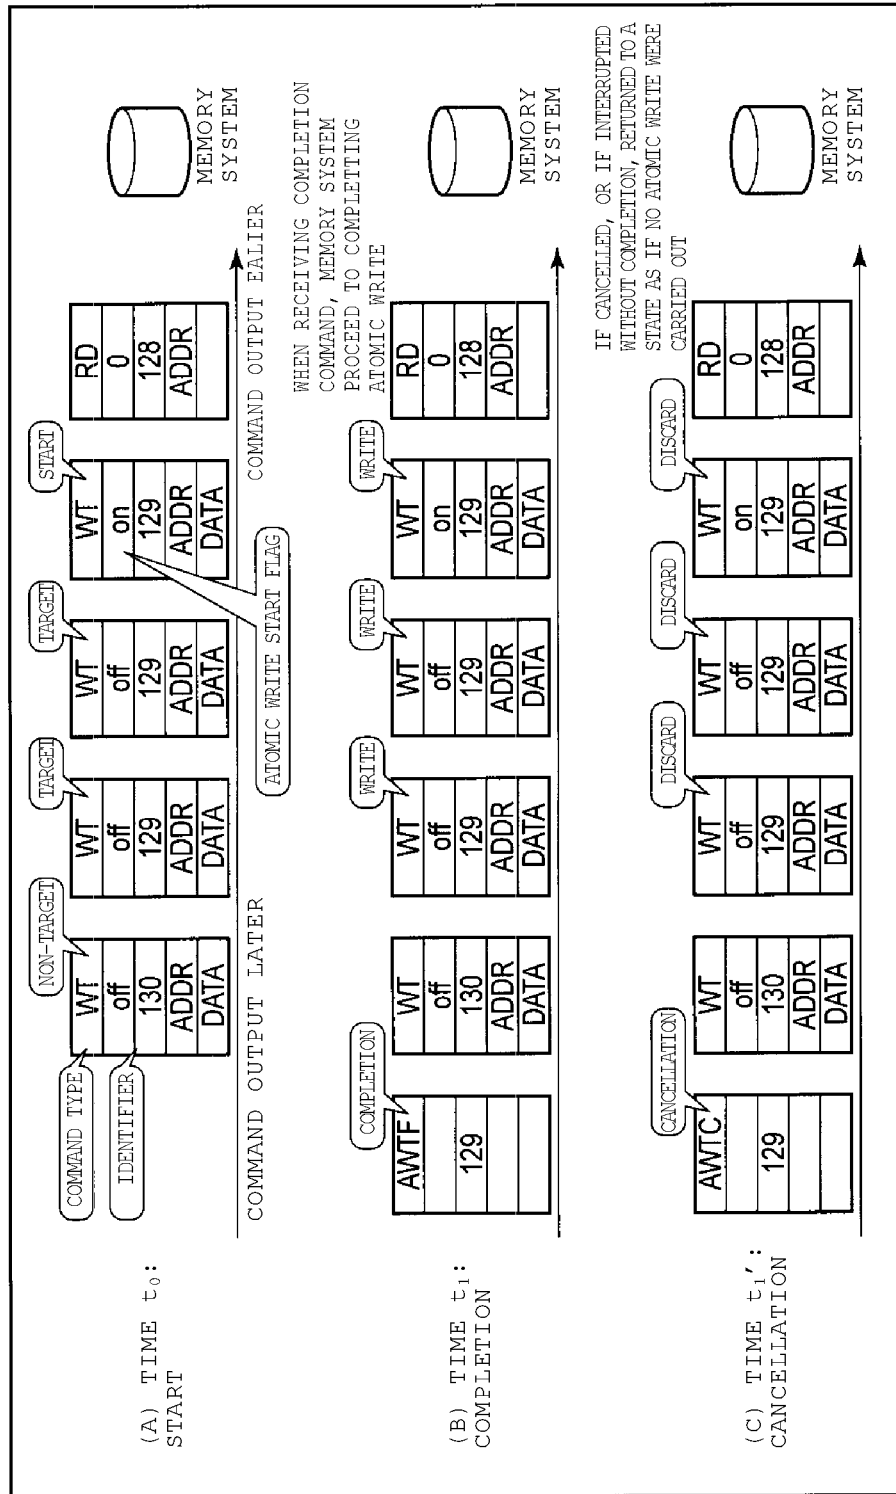 (A) TIME t0:
START
COMMAND TYPE
IDENTIFIER
NON-TARGET
WT
off
130
ADDR
DATA
TARGET
WT
off
129
ADDR
DATA
TARGET
WT
off
129
ADDR
DATA
START
WT
on
129
ADDR
DATA
ATOMIC WRITE START FLAG
RD
0
128
ADDR
MEMORY
SYSTEM
COMMAND OUTPUT LATER
COMMAND OUTPUT EALIER
(B) TIME t1:
COMPLETION
COMPLETION
AWTF
129
WT
off
130
ADDR
DATA
WRITE
WT
off
129
ADDR
DATA
WRITE
WT
off
129
ADDR
DATA
WRITE
WT
on
129
ADDR
DATA
RD
0
128
ADDR
WHEN RECEIVING COMPLETION
COMMAND, MEMORY SYSTEM
PROCEED TO COMPLETTING
ATOMIC WRITE
MEMORY
SYSTEM
(C) TIME t1':
CANCELLATION
CANCELLATION
AWTC
129
WT
off
130
ADDR
DATA
DISCARD
WT
off
129
ADDR
DATA
DISCARD
WT
off
129
ADDR
DATA
DISCARD
WT
on
129
ADDR
DATA
RD
0
128
ADDR
IF CANCELLED, OR IF INTERRUPTED
WITHOUT COMPLETION, RETURNED TO A
STATE AS IF NO ATOMIC WRITE WERE
CARRIED OUT
MEMORY
SYSTEM